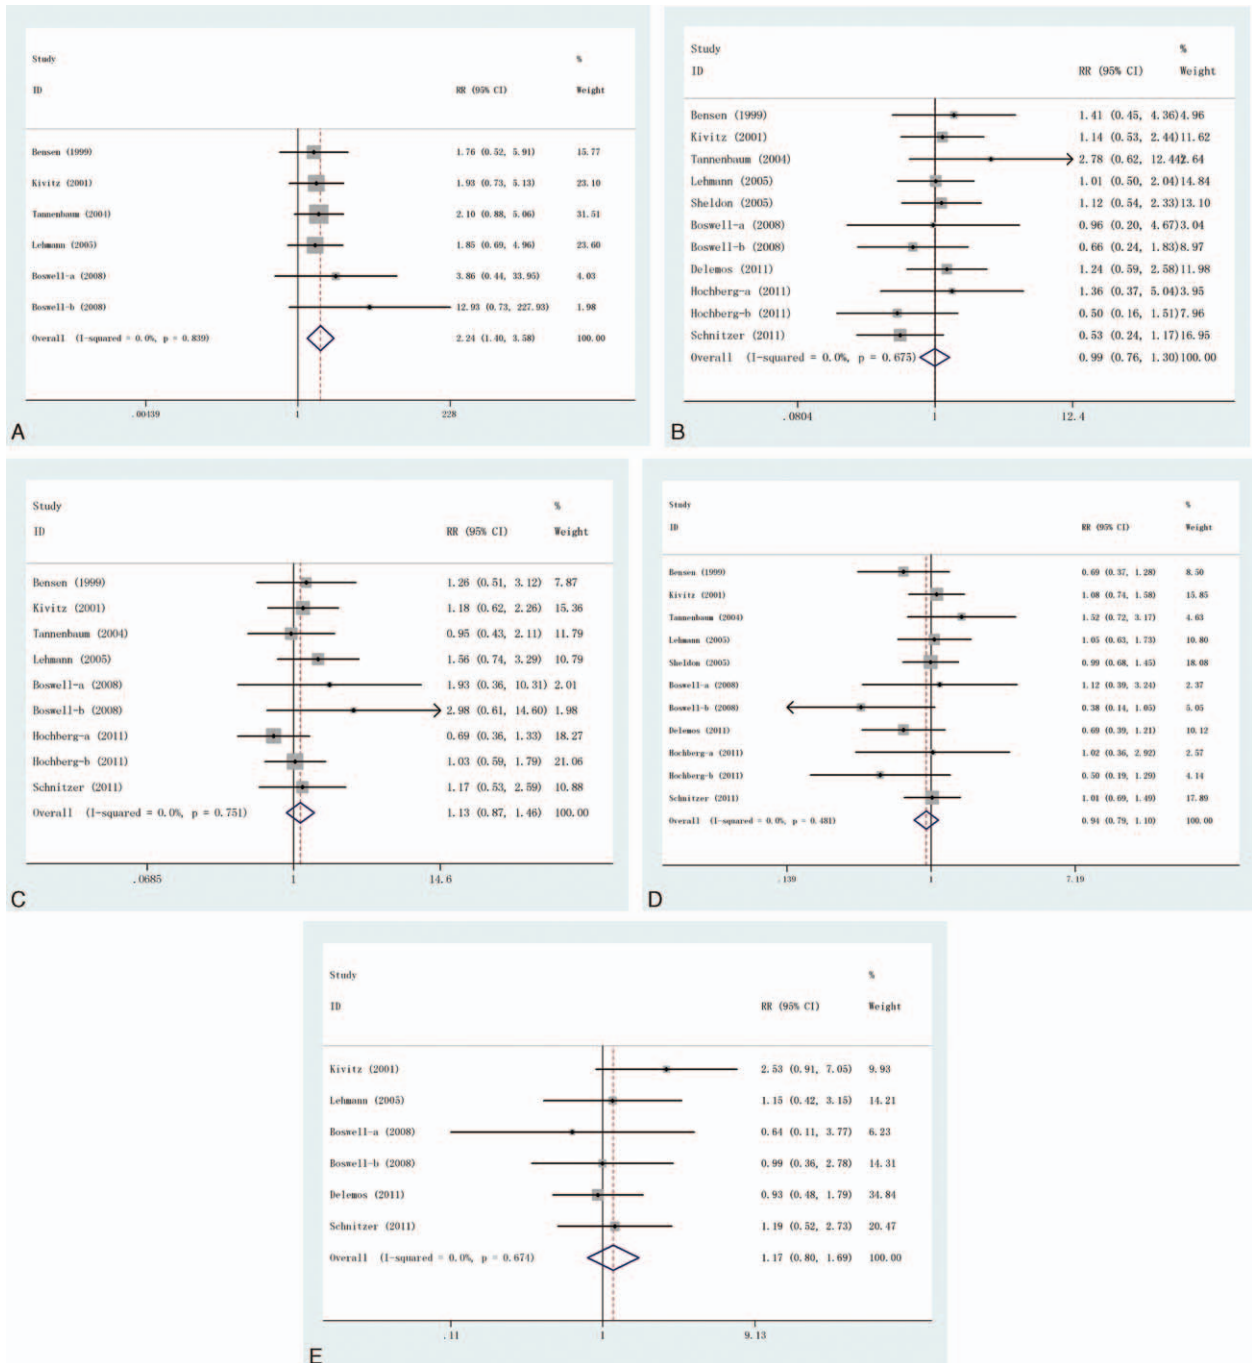 Study %
ID RR (95% CI) Weight
Bensen (1999) 1.76 (0.52, 5.91) 15.77
Kivitz (2001) 1.93 (0.73, 5.13) 23.10
Tannenbaum (2004) 2.10 (0.88, 5.06) 31.51
Lehmann (2005) 1.85 (0.69, 4.96) 23.60
Boswell-a (2008) 3.86 (0.44, 33.95) 4.03
Boswell-b (2008) 12.93 (0.73, 227.93) 1.98
Overall (I-squared = 0.0%, p = 0.839) 2.24 (1.40, 3.58) 100.00
.00439 1 228
A
Study %
ID RR (95% CI) Weight
Bensen (1999) 1.41 (0.45, 4.36) 4.96
Kivitz (2001) 1.14 (0.53, 2.44) 11.62
Tannenbaum (2004) 2.78 (0.62, 12.44) 2.64
Lehmann (2005) 1.01 (0.50, 2.04) 14.84
Sheldon (2005) 1.12 (0.54, 2.33) 13.10
Boswell-a (2008) 0.96 (0.20, 4.67) 3.04
Boswell-b (2008) 0.66 (0.24, 1.83) 8.97
Delemos (2011) 1.24 (0.59, 2.58) 11.98
Hochberg-a (2011) 1.36 (0.37, 5.04) 3.95
Hochberg-b (2011) 0.50 (0.16, 1.51) 7.96
Schnitzer (2011) 0.53 (0.24, 1.17) 16.95
Overall (I-squared = 0.0%, p = 0.675) 0.99 (0.76, 1.30) 100.00
.0804 1 12.4
B
Study %
ID RR (95% CI) Weight
Bensen (1999) 1.26 (0.51, 3.12) 7.87
Kivitz (2001) 1.18 (0.62, 2.26) 15.36
Tannenbaum (2004) 0.95 (0.43, 2.11) 11.79
Lehmann (2005) 1.56 (0.74, 3.29) 10.79
Boswell-a (2008) 1.93 (0.36, 10.31) 2.01
Boswell-b (2008) 2.98 (0.61, 14.60) 1.98
Hochberg-a (2011) 0.69 (0.36, 1.33) 18.27
Hochberg-b (2011) 1.03 (0.59, 1.79) 21.06
Schnitzer (2011) 1.17 (0.53, 2.59) 10.88
Overall (I-squared = 0.0%, p = 0.751) 1.13 (0.87, 1.46) 100.00
.0685 1 14.6
C
Study %
ID RR (95% CI) Weight
Bensen (1999) 0.69 (0.37, 1.28) 8.50
Kivitz (2001) 1.08 (0.74, 1.58) 15.85
Tannenbaum (2004) 1.52 (0.72, 3.17) 4.63
Lehmann (2005) 1.05 (0.63, 1.73) 10.80
Sheldon (2005) 0.99 (0.68, 1.45) 18.08
Boswell-a (2008) 1.12 (0.39, 3.24) 2.37
Boswell-b (2008) 0.38 (0.14, 1.05) 5.05
Delemos (2011) 0.69 (0.39, 1.21) 10.12
Hochberg-a (2011) 1.02 (0.36, 2.92) 2.57
Hochberg-b (2011) 0.50 (0.19, 1.29) 4.14
Schnitzer (2011) 1.01 (0.69, 1.49) 17.89
Overall (I-squared = 0.0%, p = 0.481) 0.94 (0.79, 1.10) 100.00
.139 1 7.19
D
Study %
ID RR (95% CI) Weight
Kivitz (2001) 2.53 (0.91, 7.05) 9.93
Lehmann (2005) 1.15 (0.42, 3.15) 14.21
Boswell-a (2008) 0.64 (0.11, 3.77) 6.23
Boswell-b (2008) 0.99 (0.36, 2.78) 14.31
Delemos (2011) 0.93 (0.48, 1.79) 34.84
Schnitzer (2011) 1.19 (0.52, 2.73) 20.47
Overall (I-squared = 0.0%, p = 0.674) 1.17 (0.80, 1.69) 100.00
.11 1 9.13
E